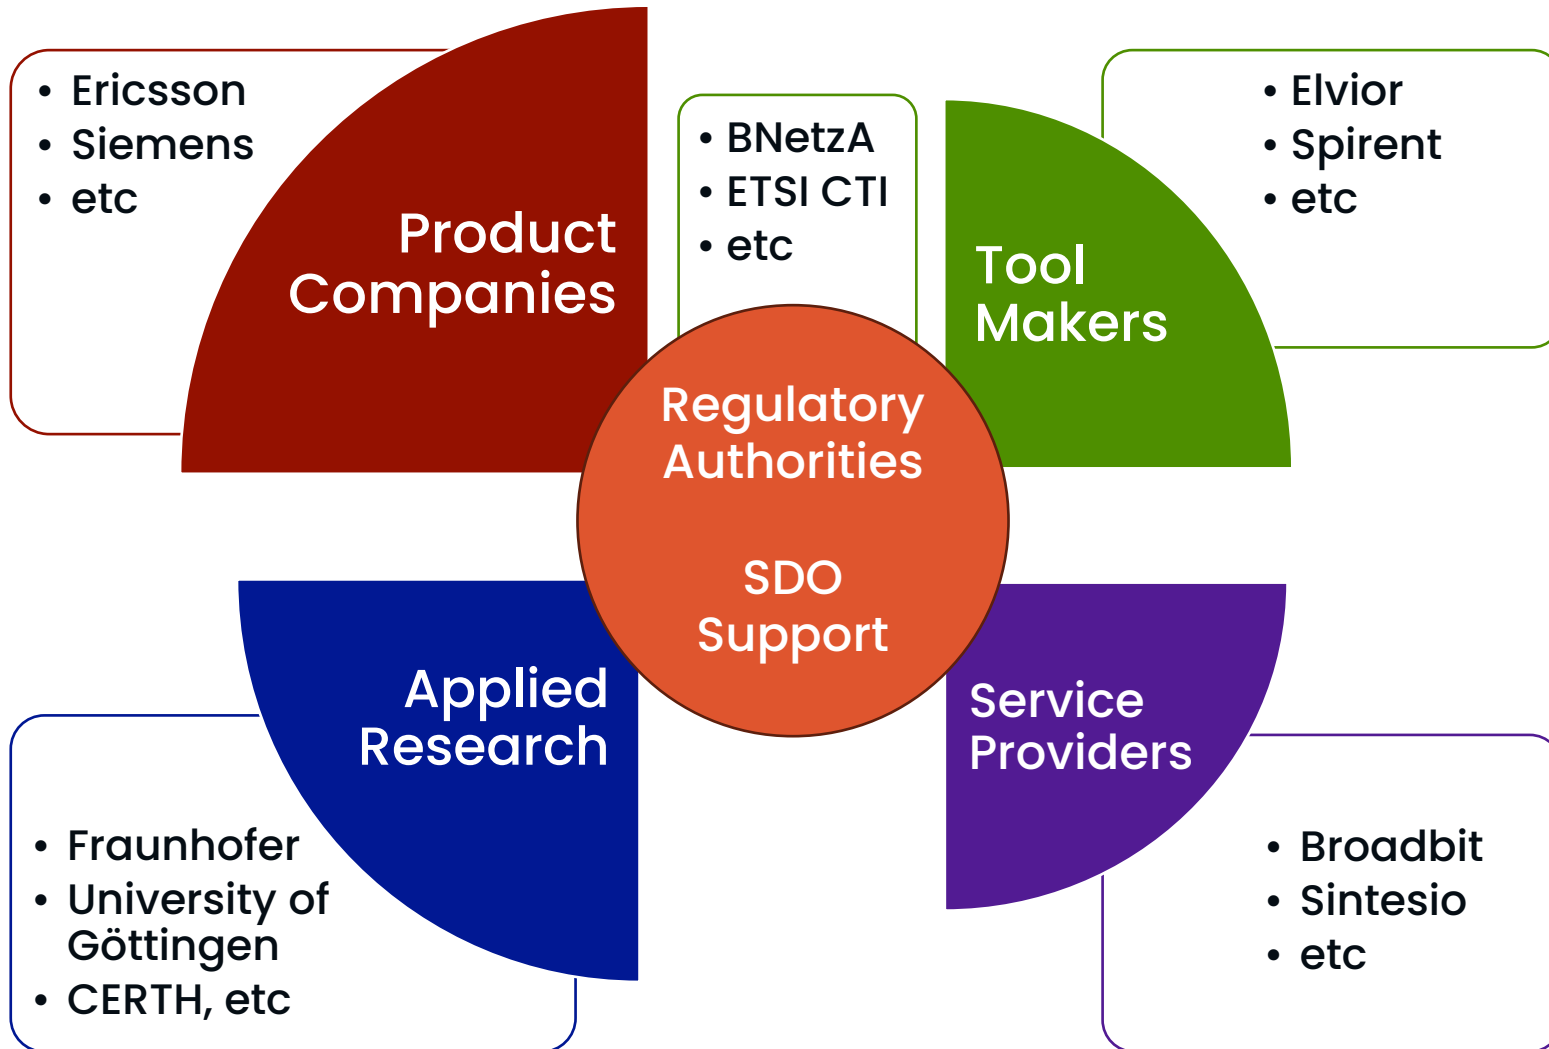 • Ericsson
• Siemens
• etc
Product
Companies
• BNetzA
• ETSI CTI
• etc
• Elvior
• Spirent
• etc
Tool
Makers
Regulatory
Authorities
SDO
Support
Applied
Research
• Fraunhofer
• University of
Göttingen
• CERTH, etc
Service
Providers
• Broadbit
• Sintesio
• etc